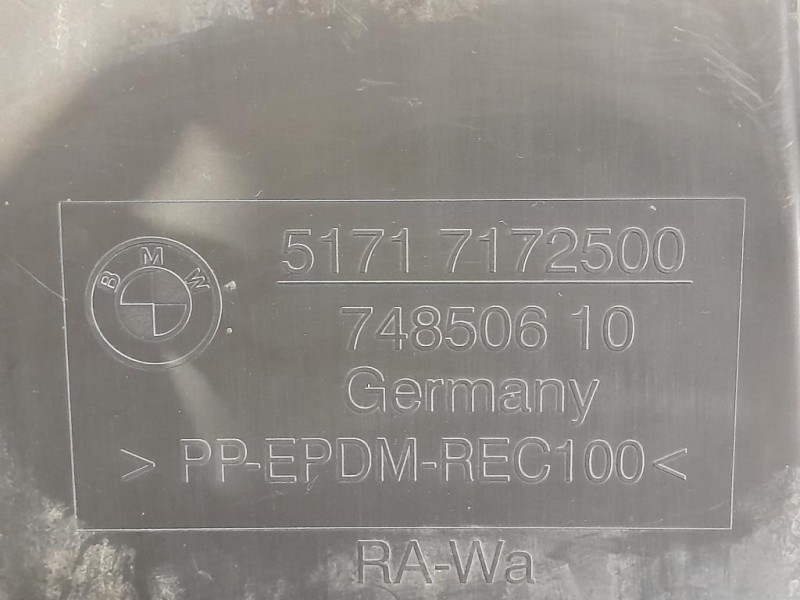 BMW
5171 7172500
748506 10
Germany
> PP-EPDM-REC100 <
RA-Wa